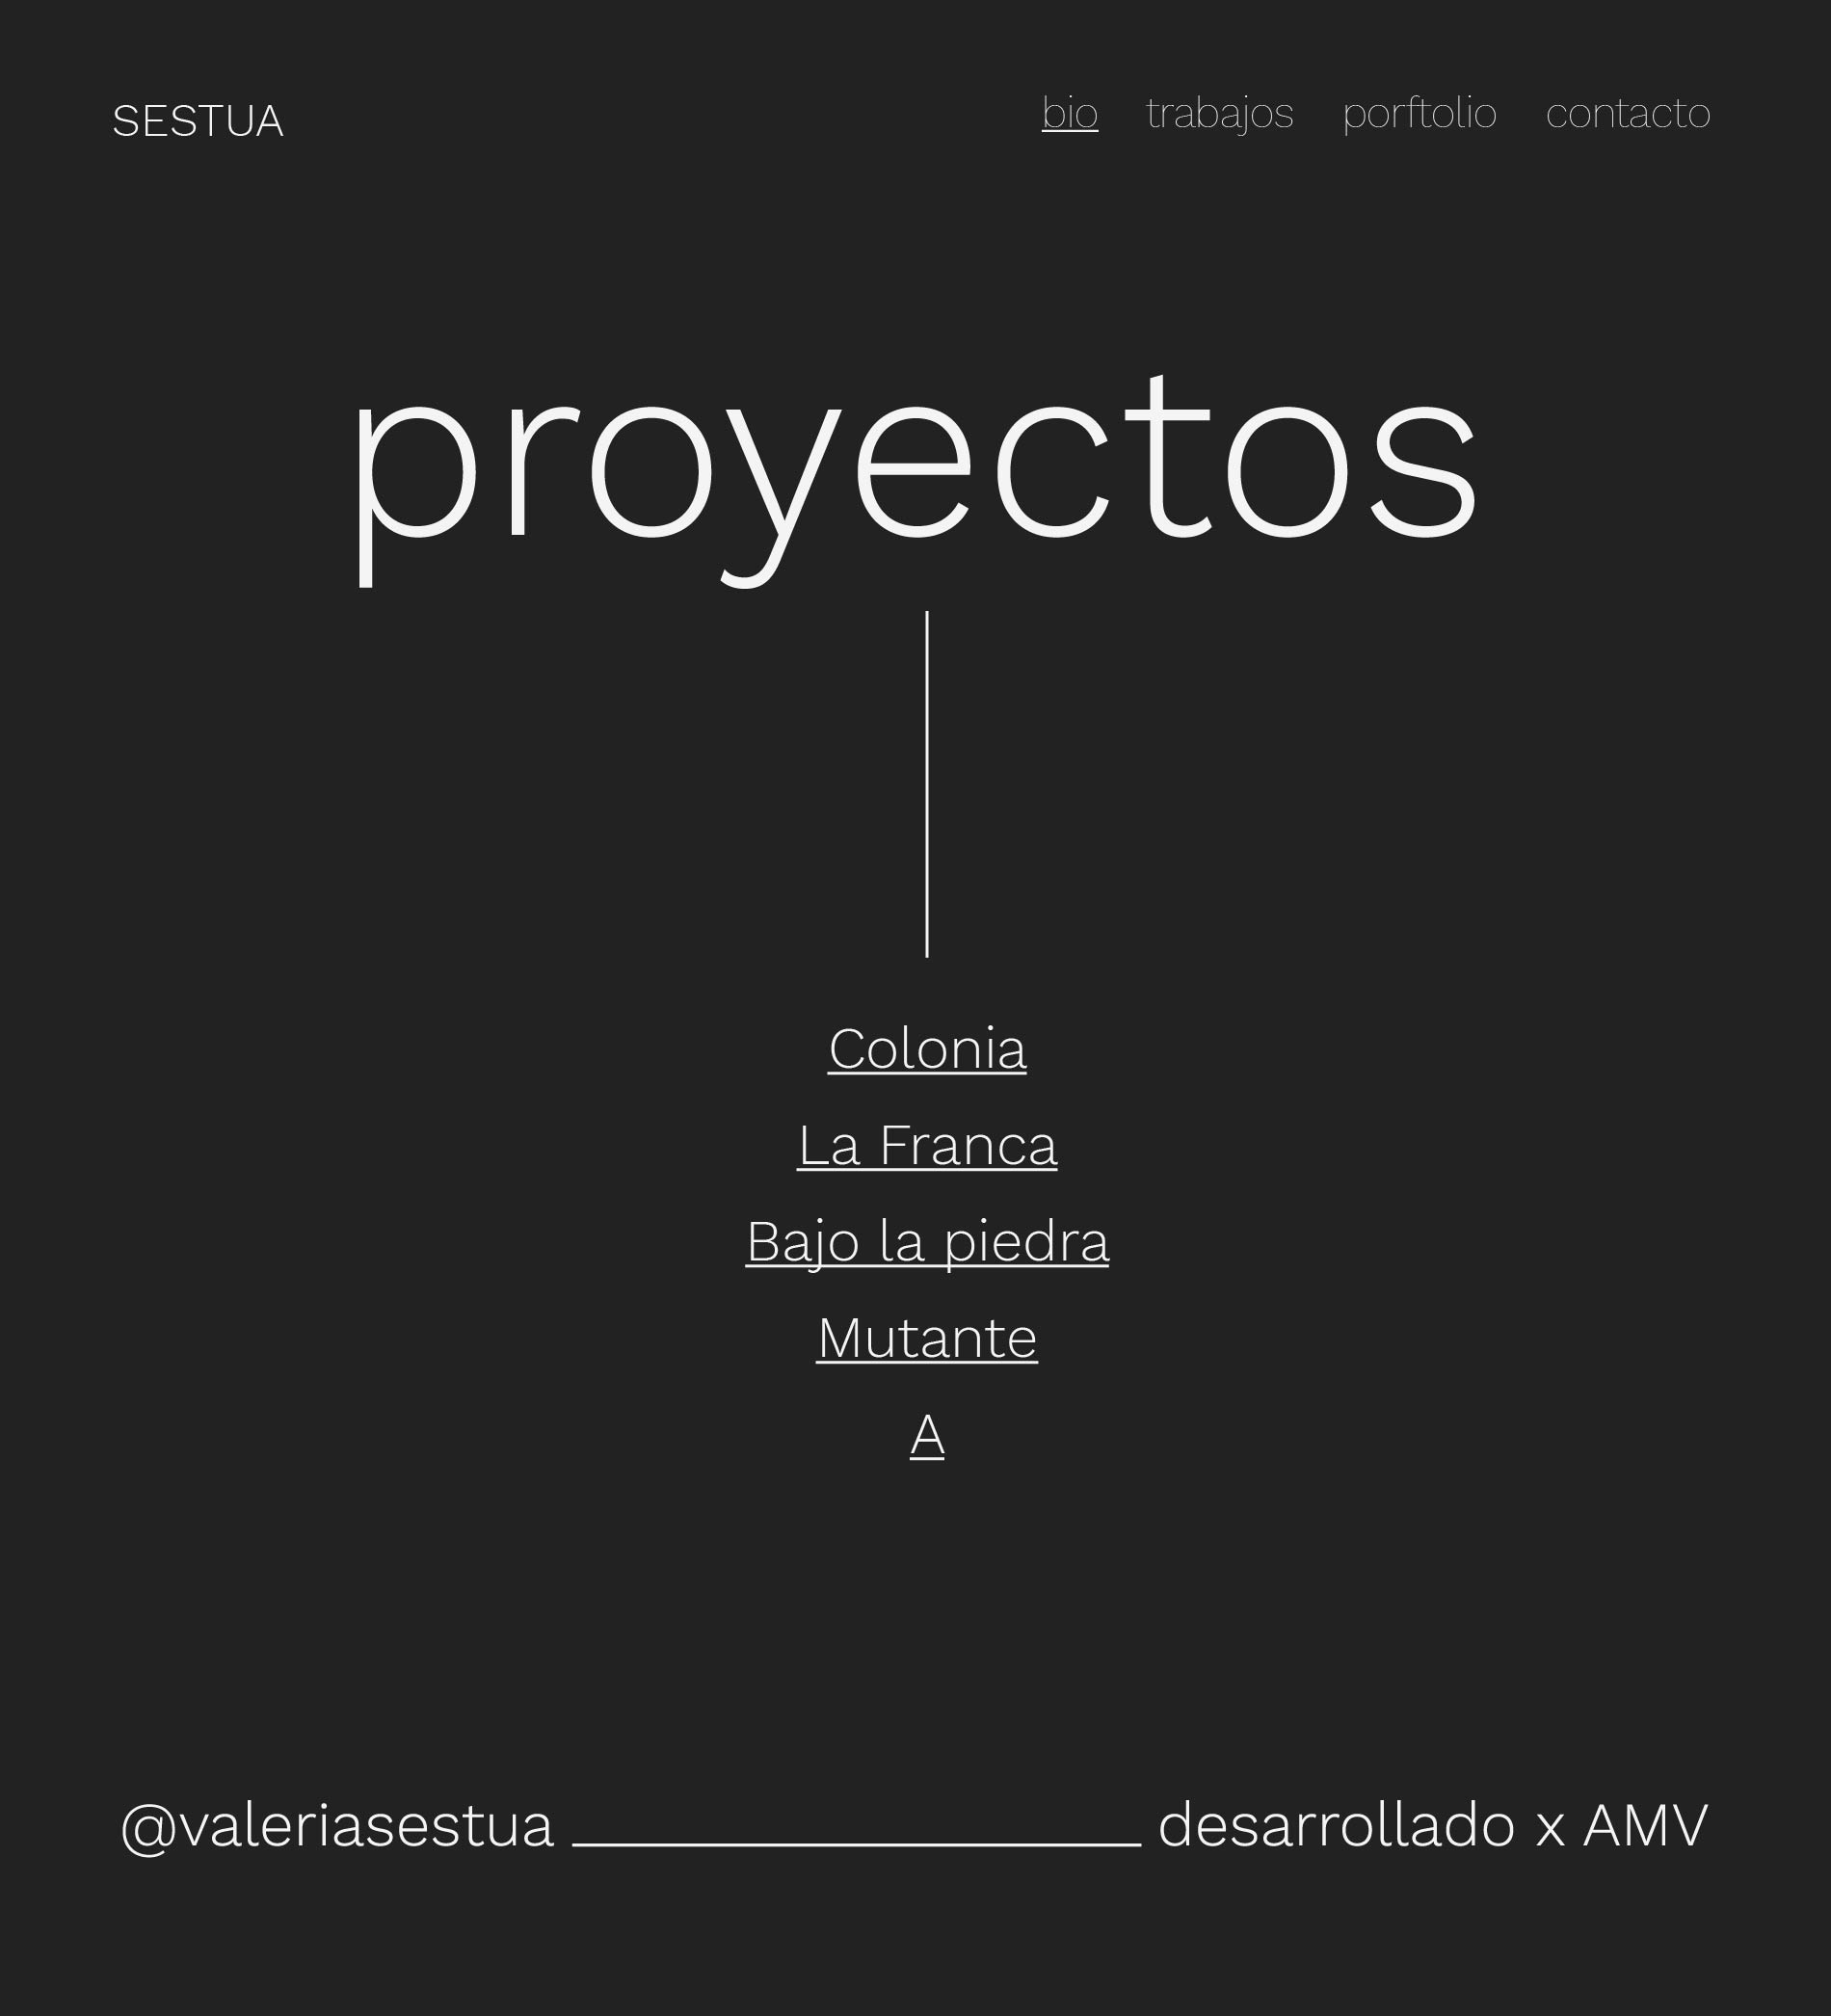 SESTUA
bio trabajos porftolio contacto
proyectos
Colonia
La Franca
Bajo la piedra
Mutante
A
@valeriasestua desarrollado x AMV